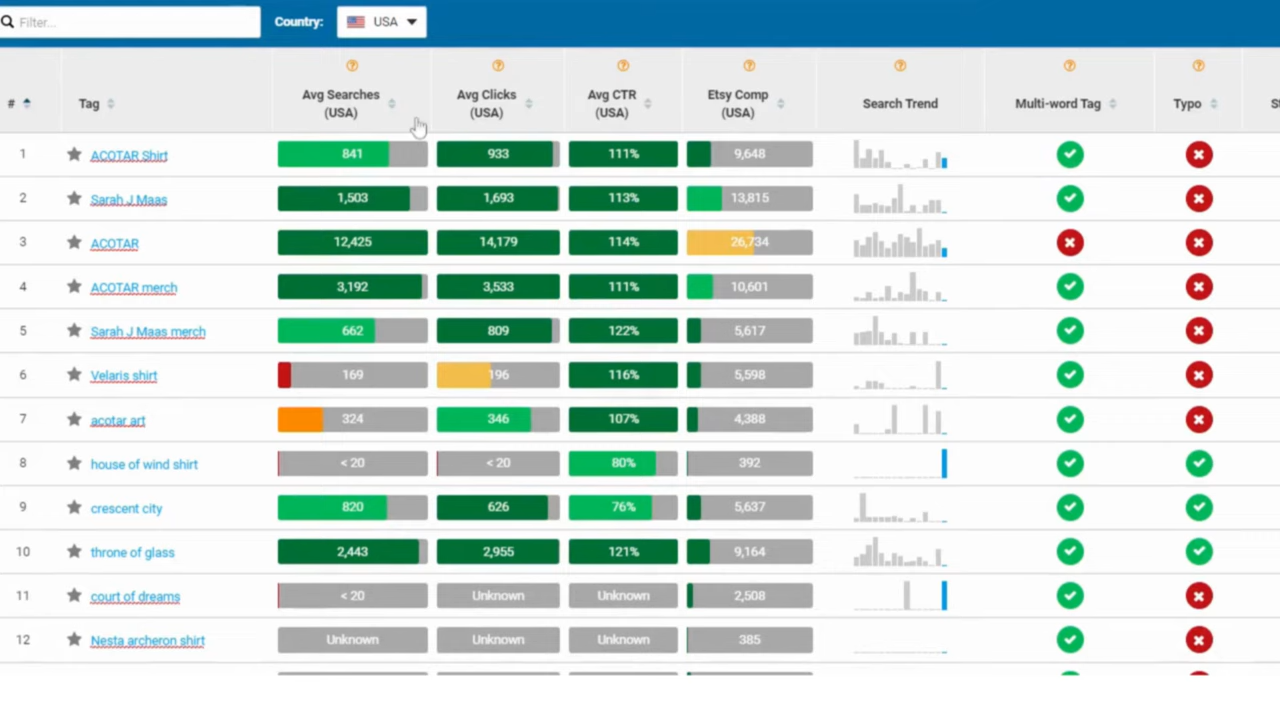 Filter...
Country:
USA
#
Tag
Avg Searches
(USA)
Avg Clicks
(USA)
Avg CTR
(USA)
Etsy Comp
(USA)
Search Trend
Multi-word Tag
Typo
1 ACOTAR Shirt 841 933 111% 9,648
2 Sarah J Maas 1,503 1,693 113% 13,815
3 ACOTAR 12,425 14,179 114% 26,734
4 ACOTAR merch 3,192 3,533 111% 10,601
5 Sarah J Maas merch 662 809 122% 5,617
6 Velaris shirt 169 196 116% 5,598
7 acotar art 324 346 107% 4,388
8 house of wind shirt < 20 < 20 80% 392
9 crescent city 820 626 76% 5,637
10 throne of glass 2,443 2,955 121% 9,164
11 court of dreams < 20 Unknown Unknown 2,508
12 Nesta archeron shirt Unknown Unknown Unknown 385